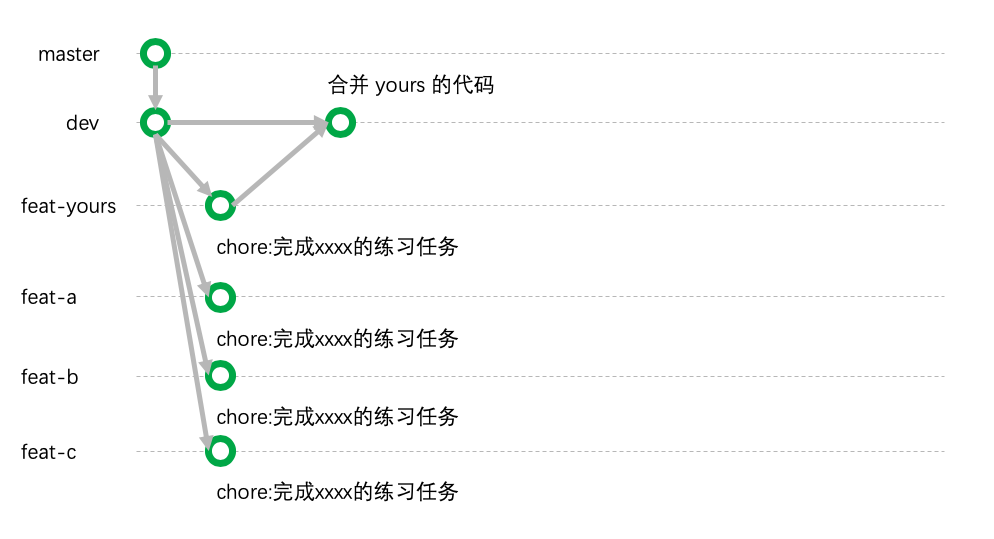 master
合并 yours 的代码
dev
feat-yours
chore:完成xxxx的练习任务
feat-a
chore:完成xxxx的练习任务
feat-b
chore:完成xxxx的练习任务
feat-c
chore:完成xxxx的练习任务